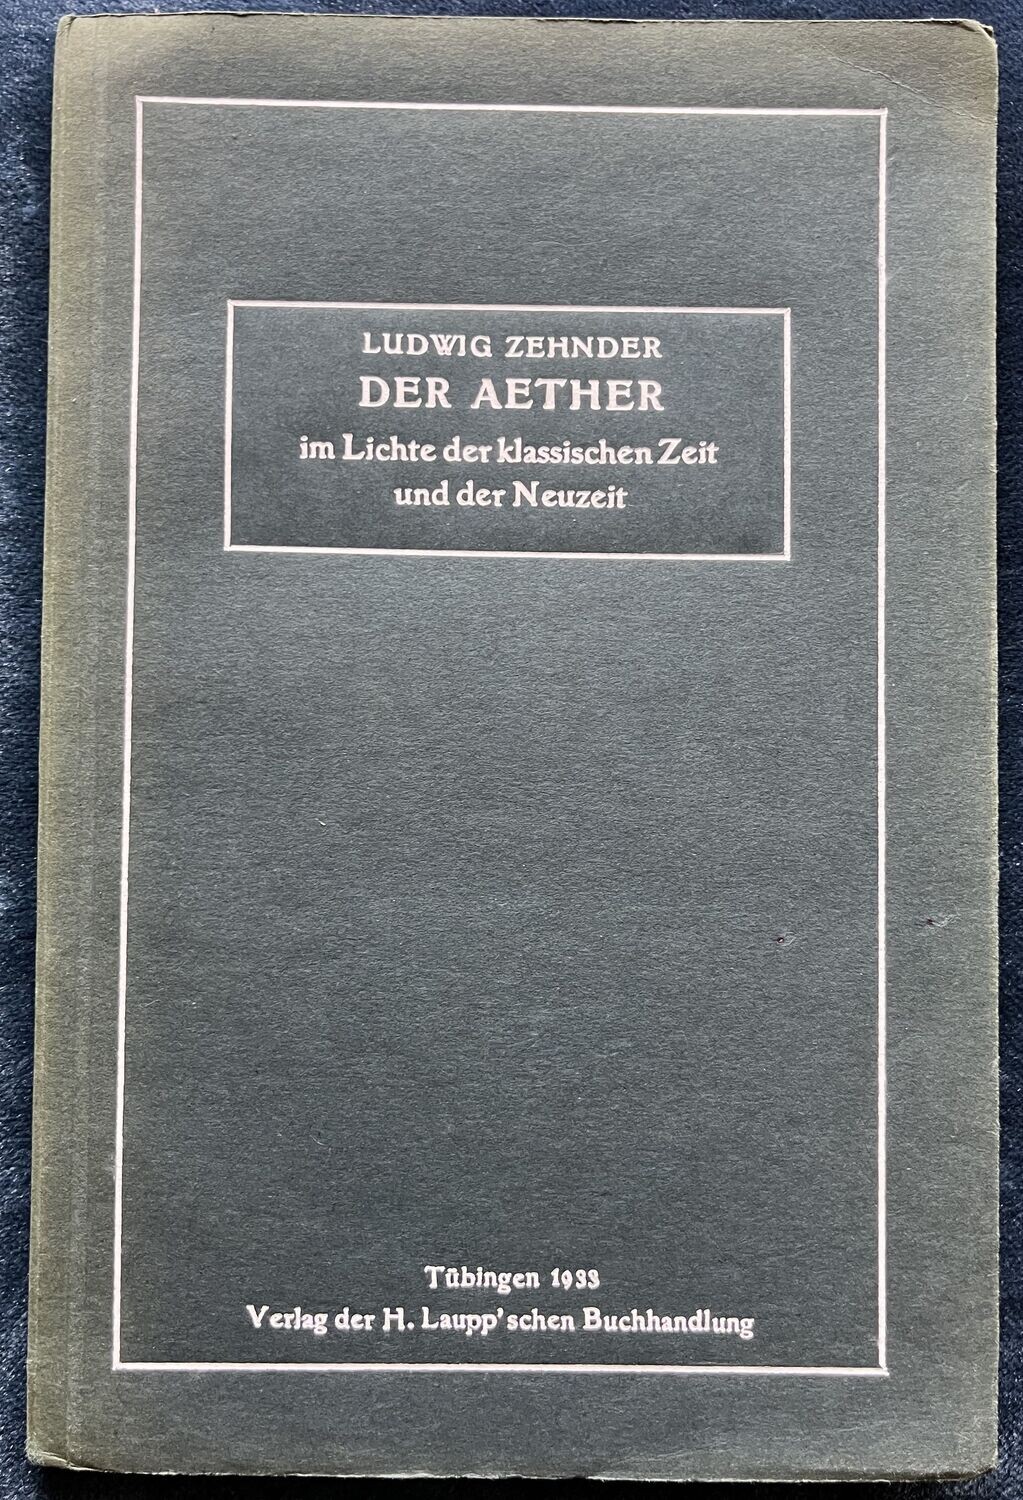 LUDWIG ZEHNDER
DER AETHER
im Lichte der klassischen Zeit
und der Neuzeit
Tübingen 1933
Verlag der H. Laupp'schen Buchhandlung